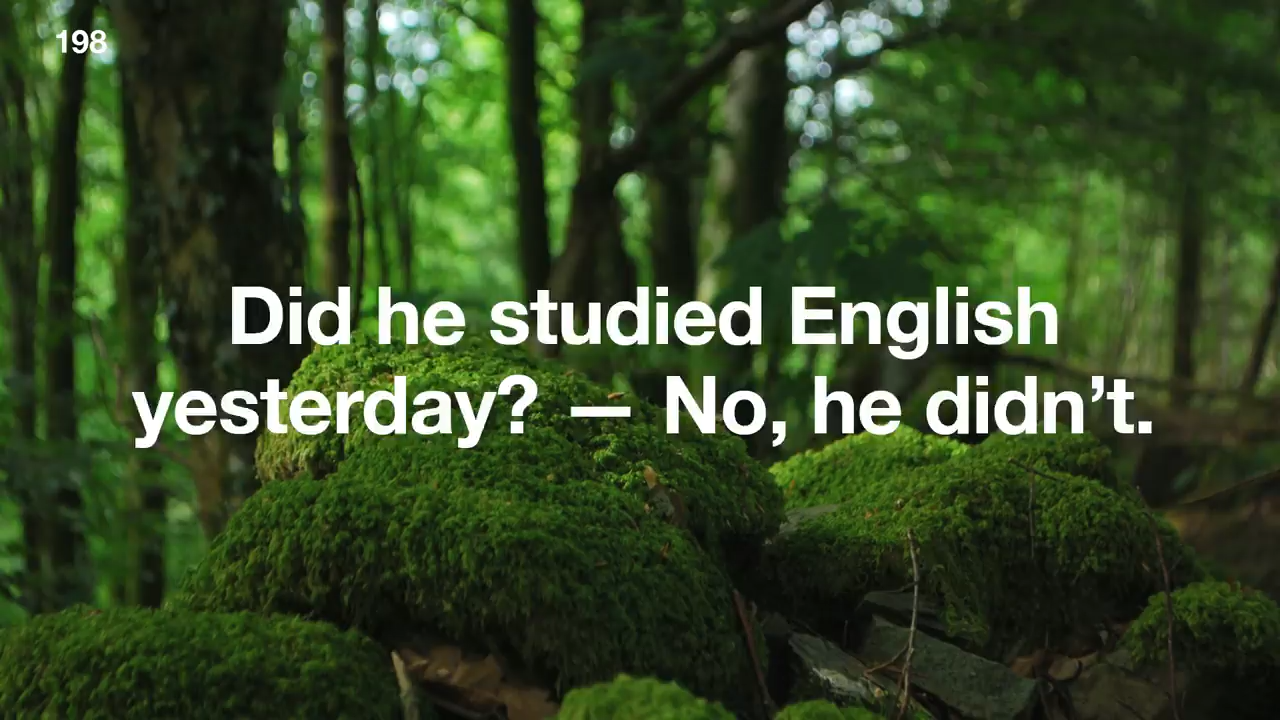 198
Did he studied English
yesterday? — No, he didn’t.